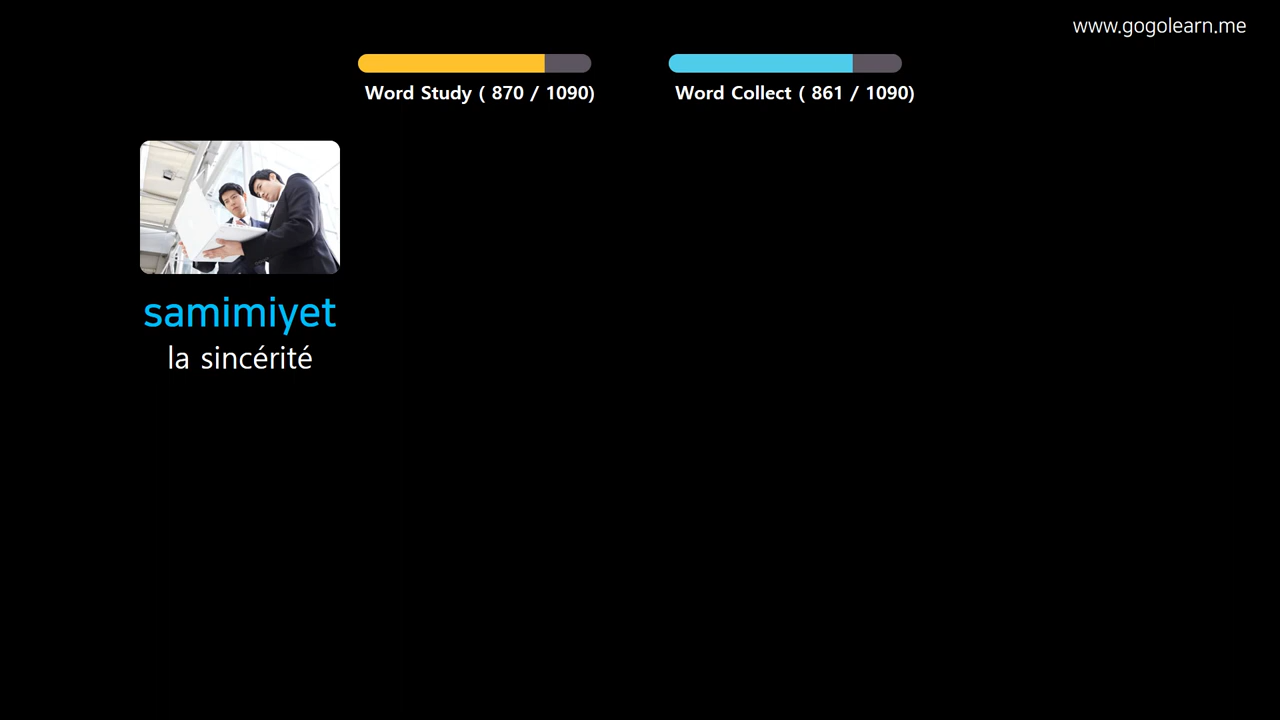 www.gogolearn.me
Word Study ( 870 / 1090)
Word Collect ( 861 / 1090)
samimiyet
la sincérité